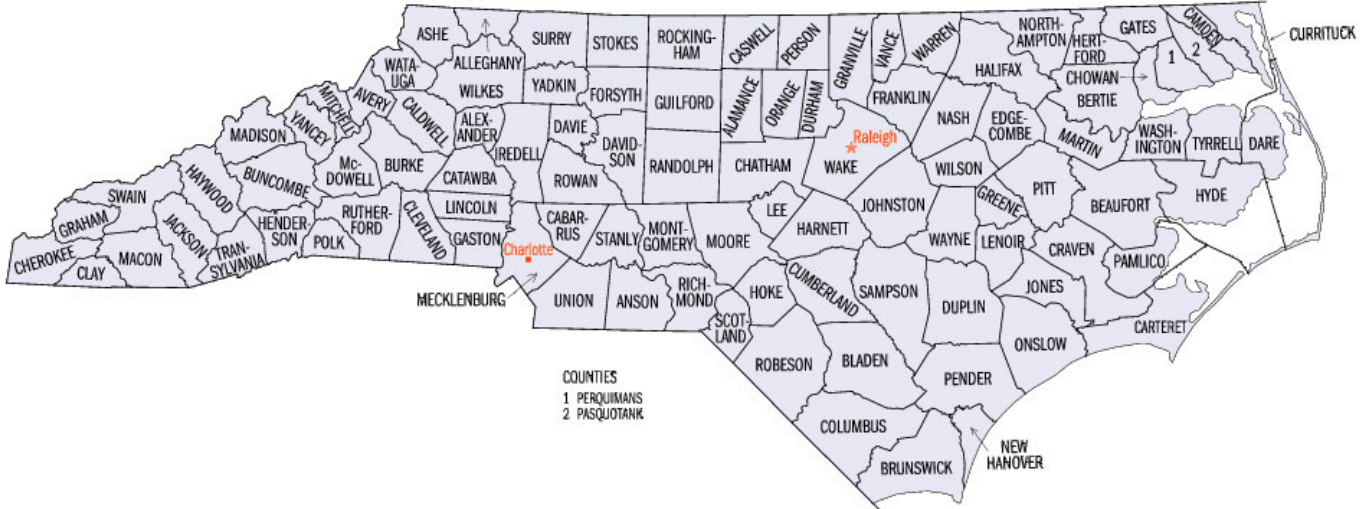 ASHE
ALLEGHANY
SURRY
STOKES
ROCKING-
HAM
CASWELL
PERSON
GRANVILLE
VANCE
WARREN
NORTH-
AMPTON
HERT-
FORD
GATES
CAMDEN
CURRITUCK
1
2
WATA-
UGA
WILKES
YADKIN
FORSYTH
GUILFORD
ALAMANCE
ORANGE
DURHAM
FRANKLIN
HALIFAX
CHOWAN
BERTIE
MITCHELL
AVERY
CALDWELL
ALEX-
ANDER
IREDELL
DAVIE
DAVID-
SON
NASH
EDGE-
COMBE
MARTIN
WASH-
INGTON
TYRRELL
DARE
MADISON
YANCEY
Mc-
DOWELL
BURKE
CATAWBA
ROWAN
RANDOLPH
CHATHAM
Raleigh
WAKE
WILSON
PITT
BEAUFORT
HYDE
SWAIN
HAYWOOD
BUNCOMBE
RUTHER-
FORD
CLEVELAND
LINCOLN
CABAR-
RUS
STANLY
MONT-
GOMERY
MOORE
LEE
HARNETT
JOHNSTON
GREENE
GRAHAM
JACKSON
HENDER-
SON
POLK
GASTON
Charlotte
WAYNE
LENOIR
CRAVEN
PAMLICO
CHEROKEE
CLAY
MACON
TRAN-
SYLVANIA
MECKLENBURG
UNION
ANSON
RICH-
MOND
SCOT-
LAND
HOKE
CUMBERLAND
SAMPSON
DUPLIN
JONES
CARTERET
ONSLOW
ROBESON
BLADEN
PENDER
COLUMBUS
BRUNSWICK
NEW
HANOVER
COUNTIES
1 PERQUIMANS
2 PASQUOTANK